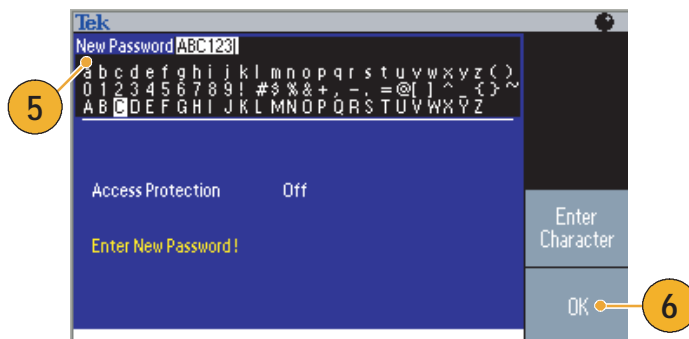 Tek
New Password ABC123
a b c d e f g h i j k l m n o p q r s t u v w x y z ( )
0 1 2 3 4 5 6 7 8 9 ! # $ % & + , - . = @ [ ] ^ _ { } ~
A B C D E F G H I J K L M N O P Q R S T U V W X Y Z
5
Access Protection Off
Enter New Password !
Enter
Character
OK
6